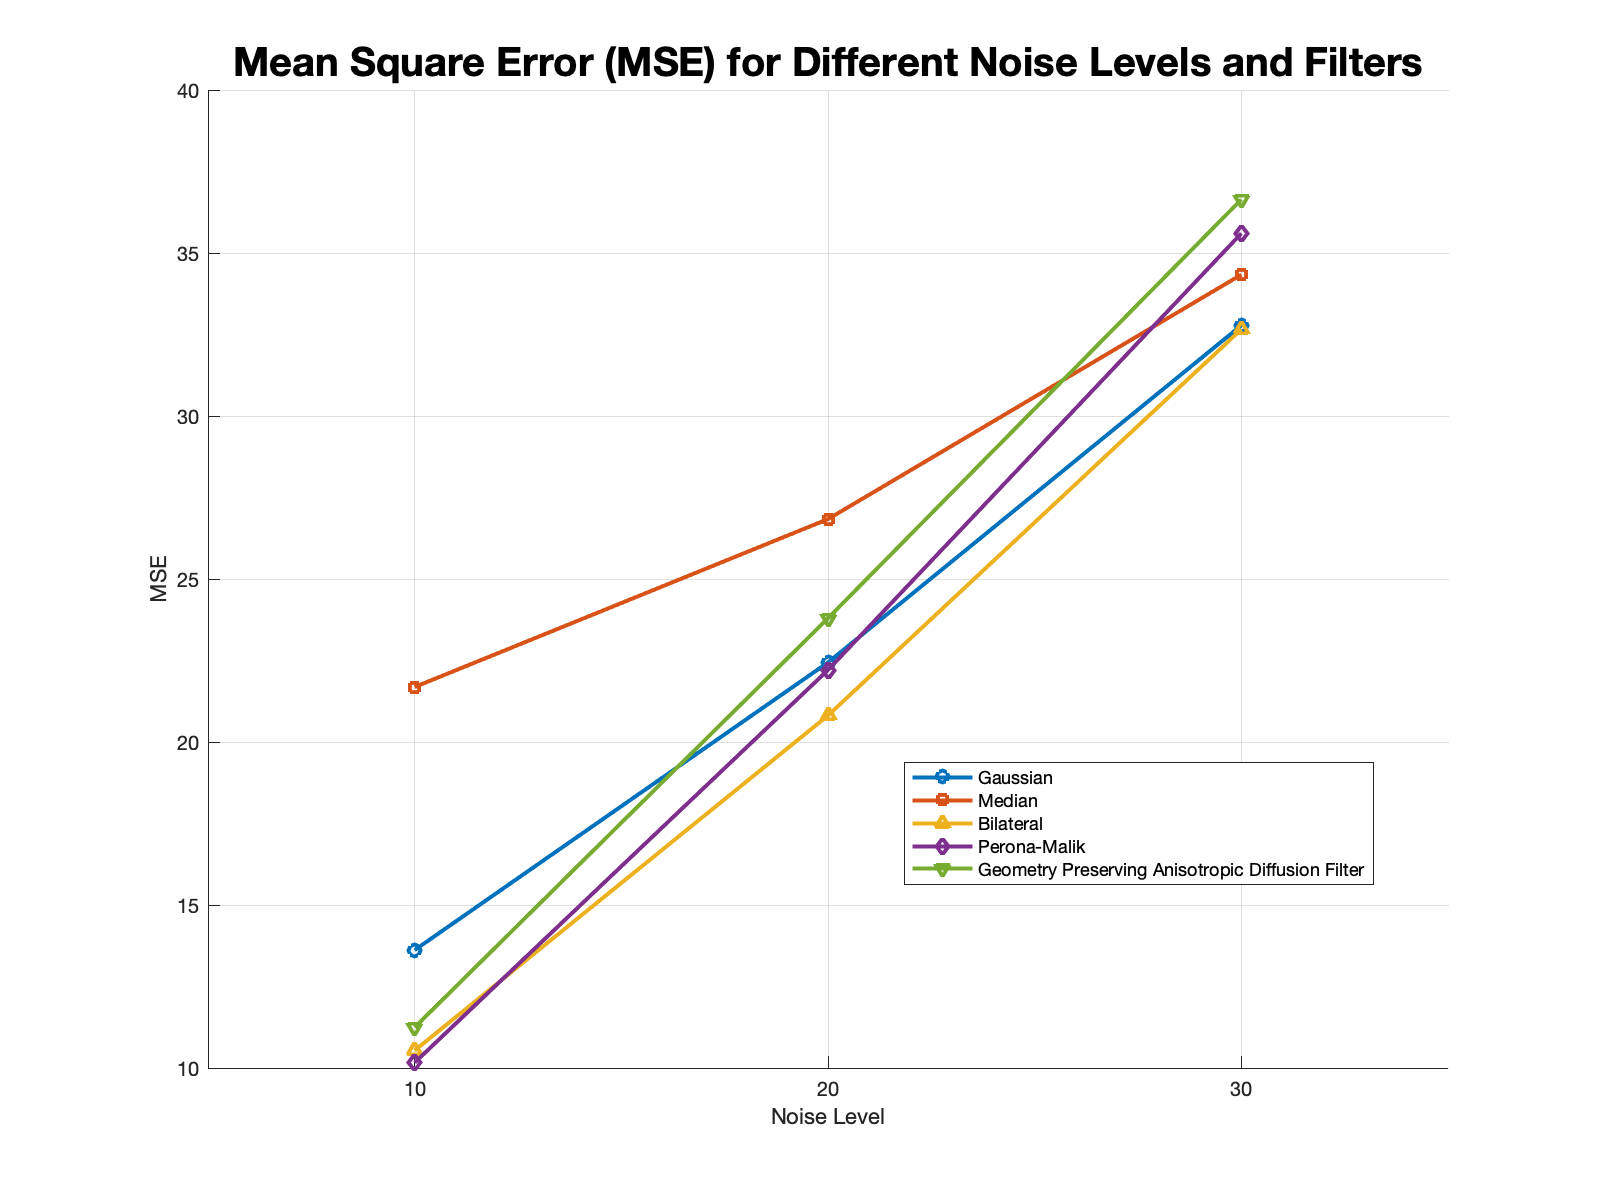 Mean Square Error (MSE) for Different Noise Levels and Filters
40
35
30
25
20
15
10
MSE
10
20
30
Noise Level
Gaussian
Median
Bilateral
Perona-Malik
Geometry Preserving Anisotropic Diffusion Filter